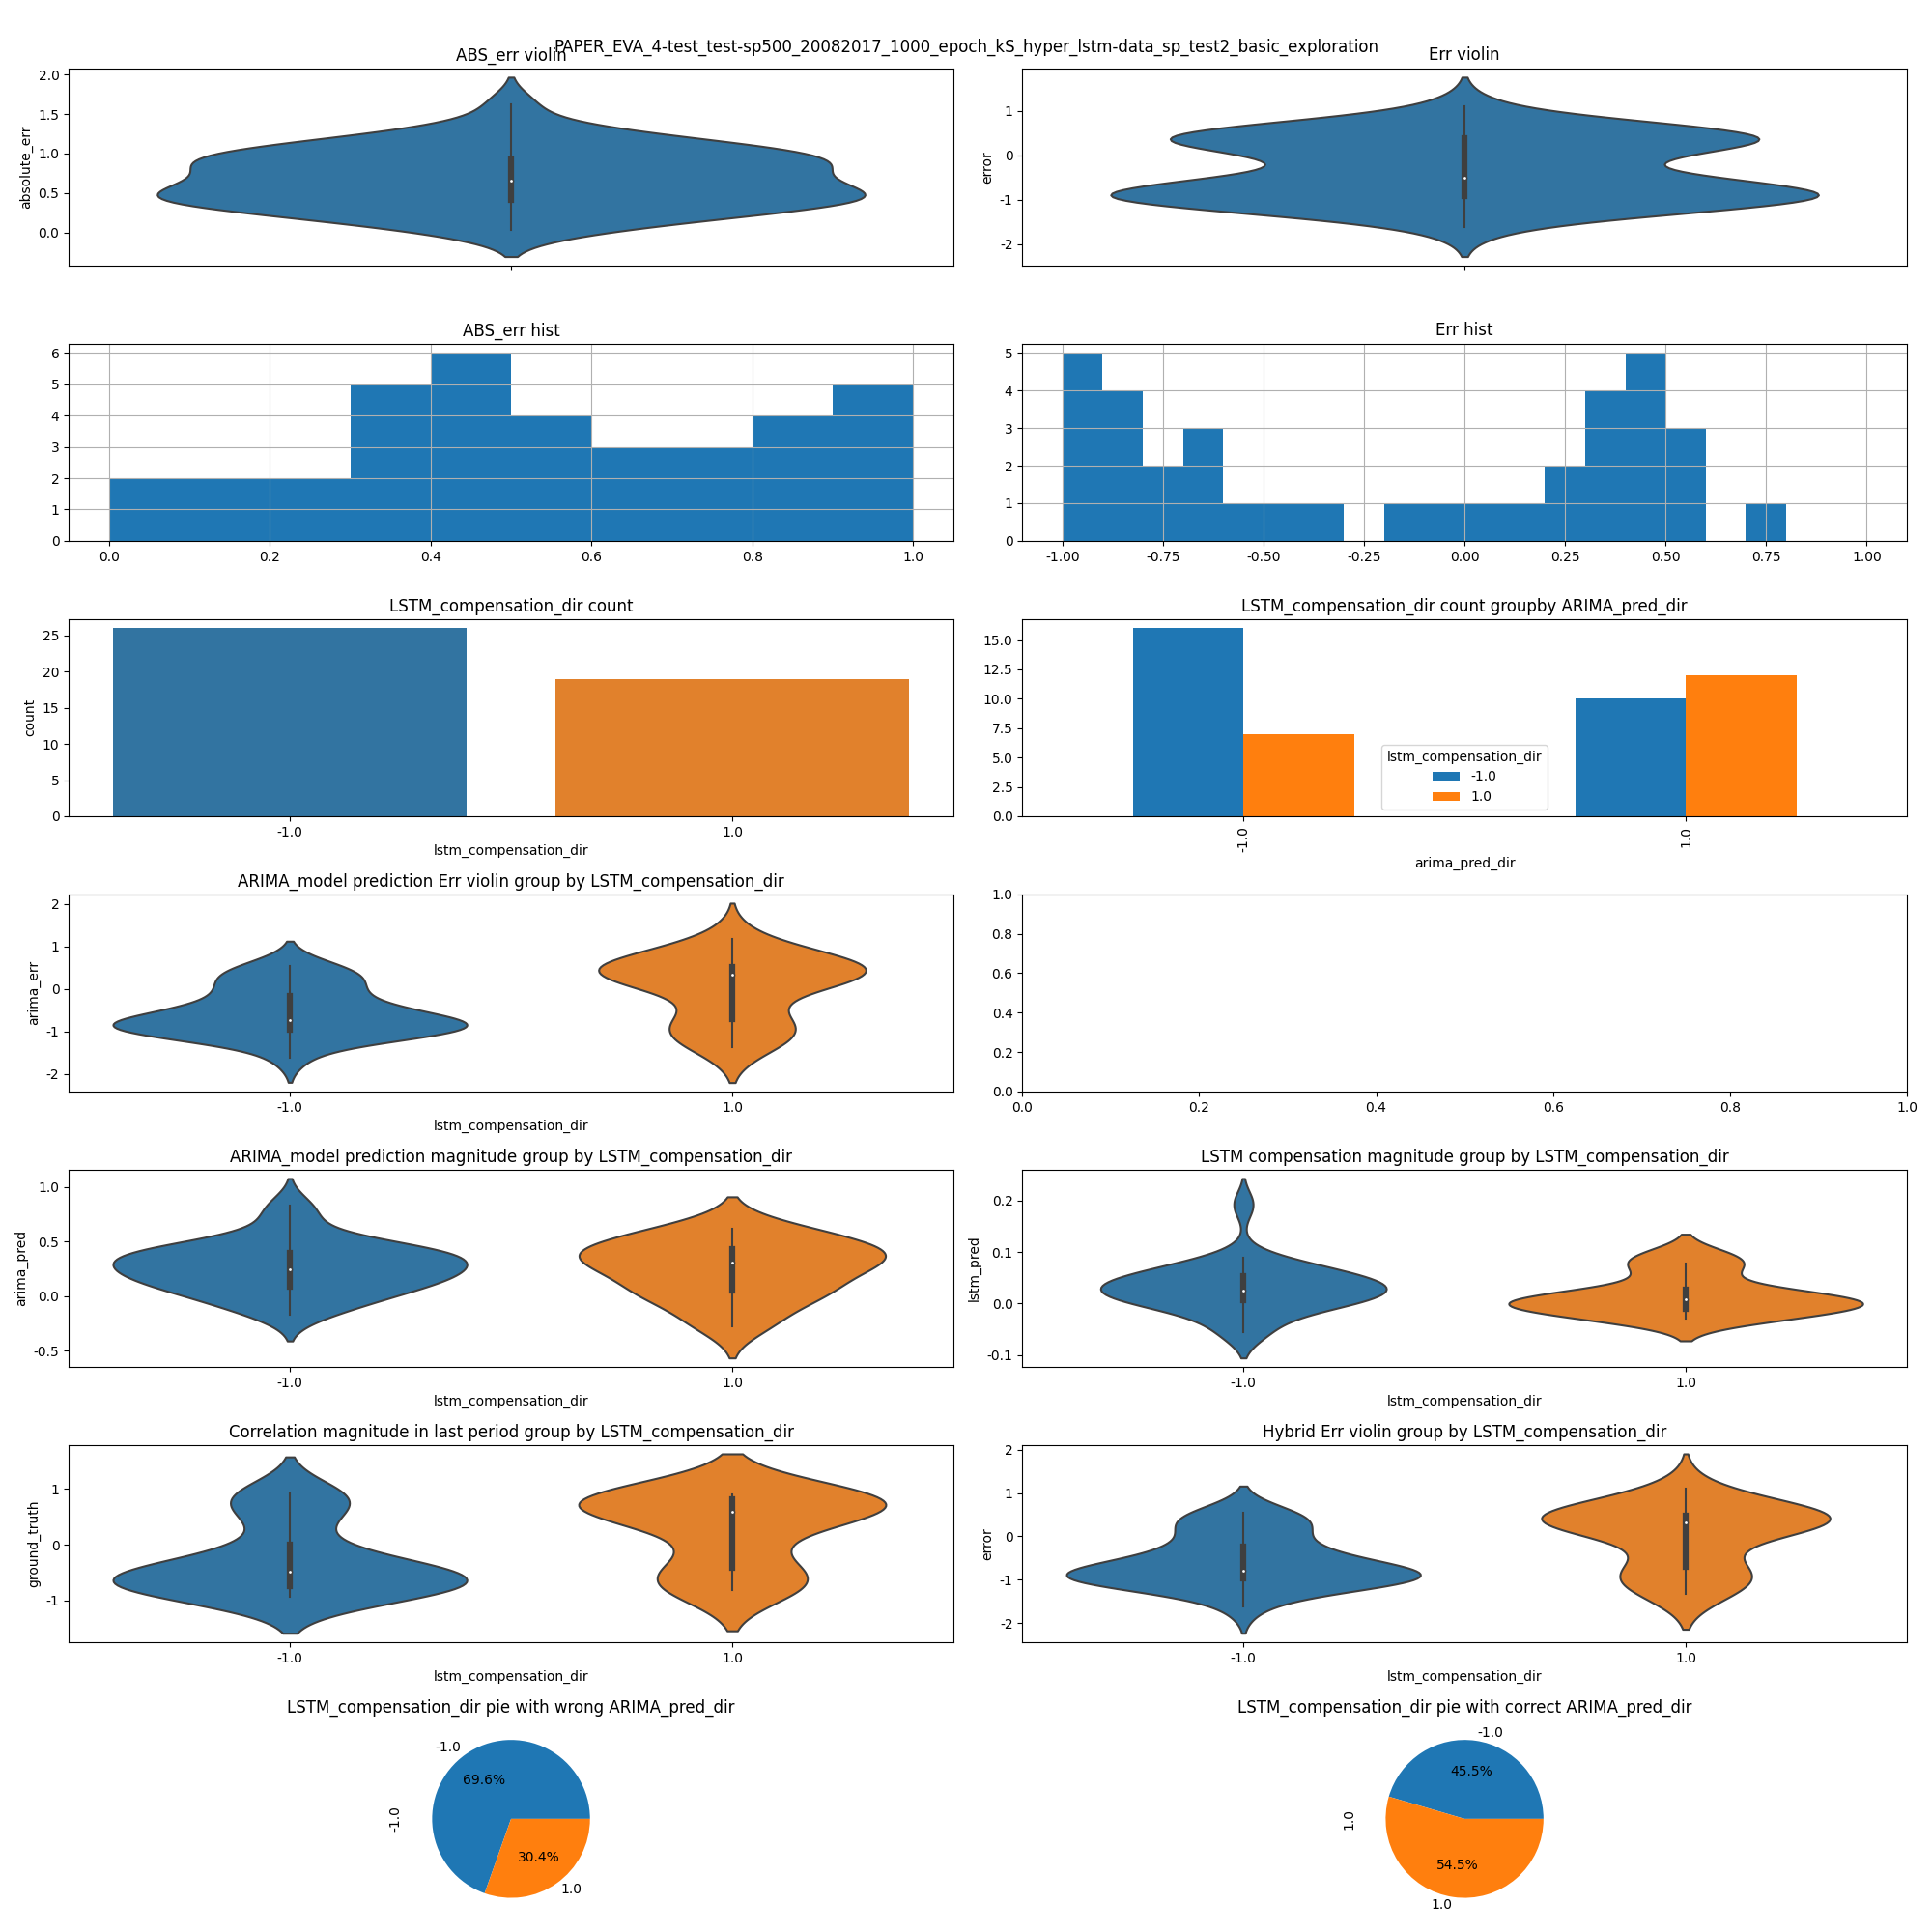 PAPER_EVA_4-test_test-sp500_20082017_1000_epoch_kS_hyper_lstm-data_sp_test2_basic_exploration
ABS_err violin
Err violin
absolute_err
2.0
1.5
1.0
0.5
0.0
error
1
0
-1
-2
ABS_err hist
Err hist
6
5
4
3
2
1
0
0.0 0.2 0.4 0.6 0.8 1.0
5
4
3
2
1
0
-1.00 -0.75 -0.50 -0.25 0.00 0.25 0.50 0.75 1.00
LSTM_compensation_dir count
LSTM_compensation_dir count groupby ARIMA_pred_dir
count
25
20
15
10
5
0
-1.0 1.0
lstm_compensation_dir
15.0
12.5
10.0
7.5
5.0
2.5
0.0
lstm_compensation_dir
-1.0
1.0
-1.0 1.0
arima_pred_dir
ARIMA_model prediction Err violin group by LSTM_compensation_dir
arima_err
2
1
0
-1
-2
-1.0 1.0
lstm_compensation_dir
1.0
0.8
0.6
0.4
0.2
0.0
0.0 0.2 0.4 0.6 0.8 1.0
ARIMA_model prediction magnitude group by LSTM_compensation_dir
LSTM compensation magnitude group by LSTM_compensation_dir
arima_pred
1.0
0.5
0.0
-0.5
-1.0 1.0
lstm_compensation_dir
lstm_pred
0.2
0.1
0.0
-0.1
-1.0 1.0
lstm_compensation_dir
Correlation magnitude in last period group by LSTM_compensation_dir
Hybrid Err violin group by LSTM_compensation_dir
ground_truth
1
0
-1
-1.0 1.0
lstm_compensation_dir
error
2
1
0
-1
-2
-1.0 1.0
lstm_compensation_dir
LSTM_compensation_dir pie with wrong ARIMA_pred_dir
LSTM_compensation_dir pie with correct ARIMA_pred_dir
-1.0
69.6%
-1.0
30.4%
1.0
-1.0
45.5%
1.0
54.5%
1.0